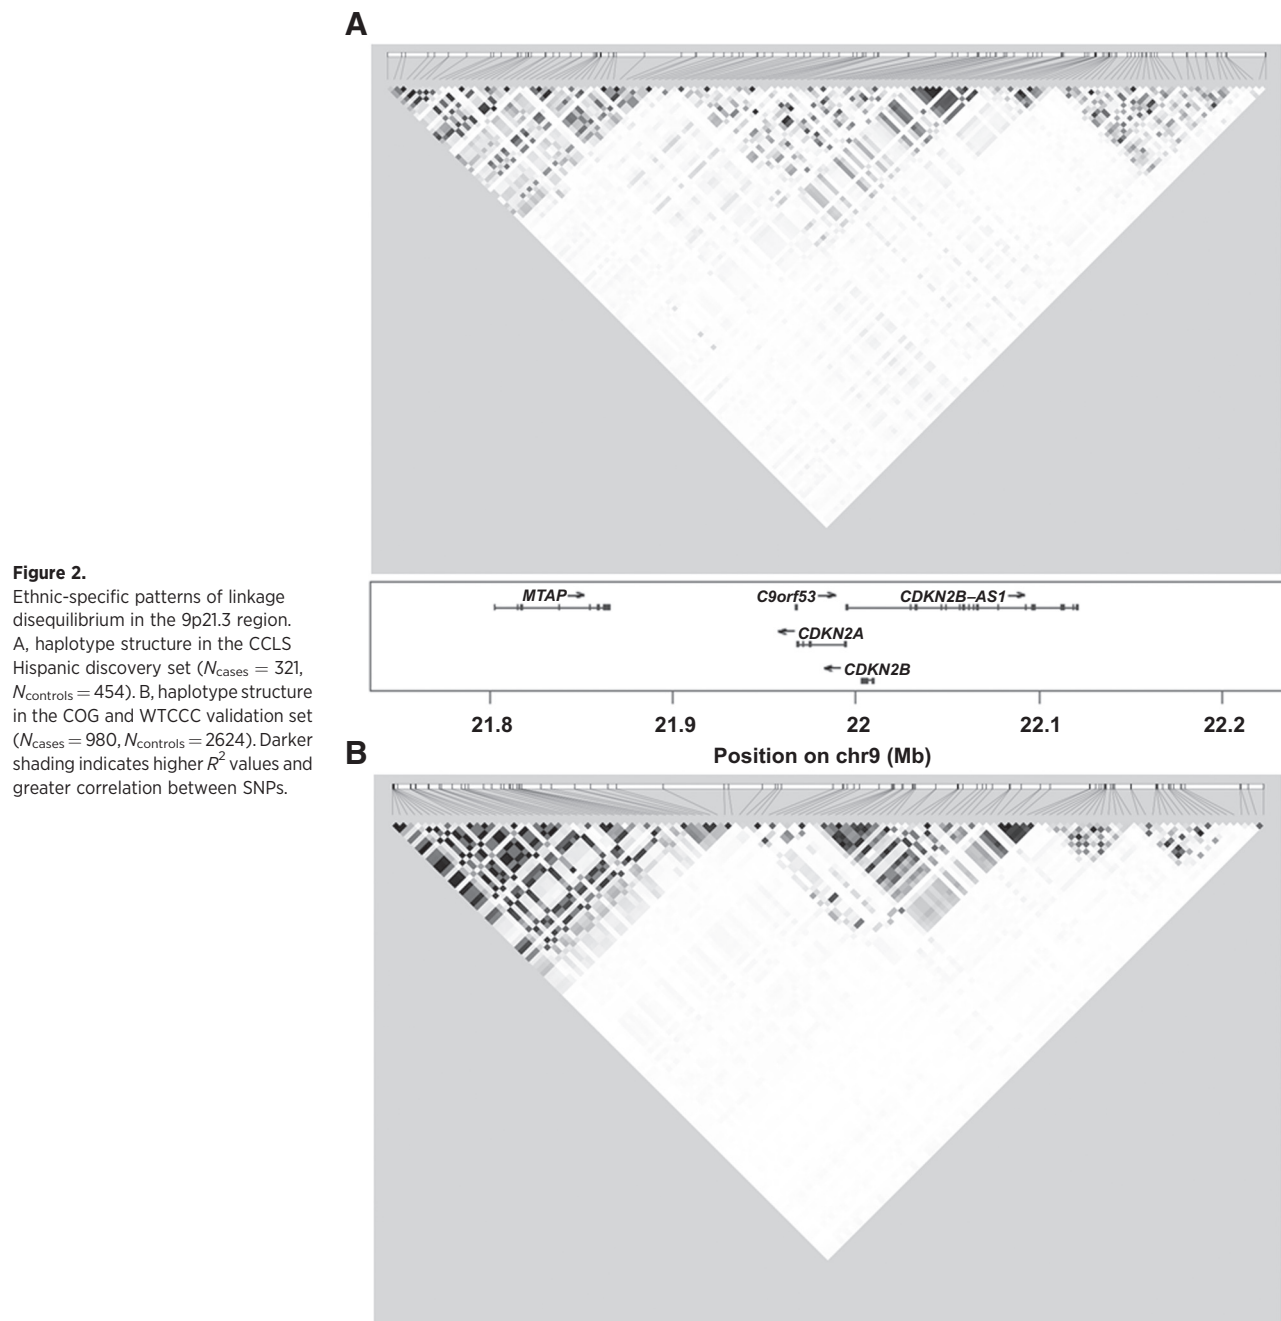 A
Figure 2.
Ethnic-specific patterns of linkage
disequilibrium in the 9p21.3 region.
A, haplotype structure in the CCLS
Hispanic discovery set (Ncases = 321,
Ncontrols = 454). B, haplotype structure
in the COG and WTCCC validation set
(Ncases = 980, Ncontrols = 2624). Darker
shading indicates higher R2 values and
greater correlation between SNPs.
MTAP→ C9orf53→ CDKN2B–AS1→
←CDKN2A
←CDKN2B
21.8 21.9 22 22.1 22.2
Position on chr9 (Mb)
B